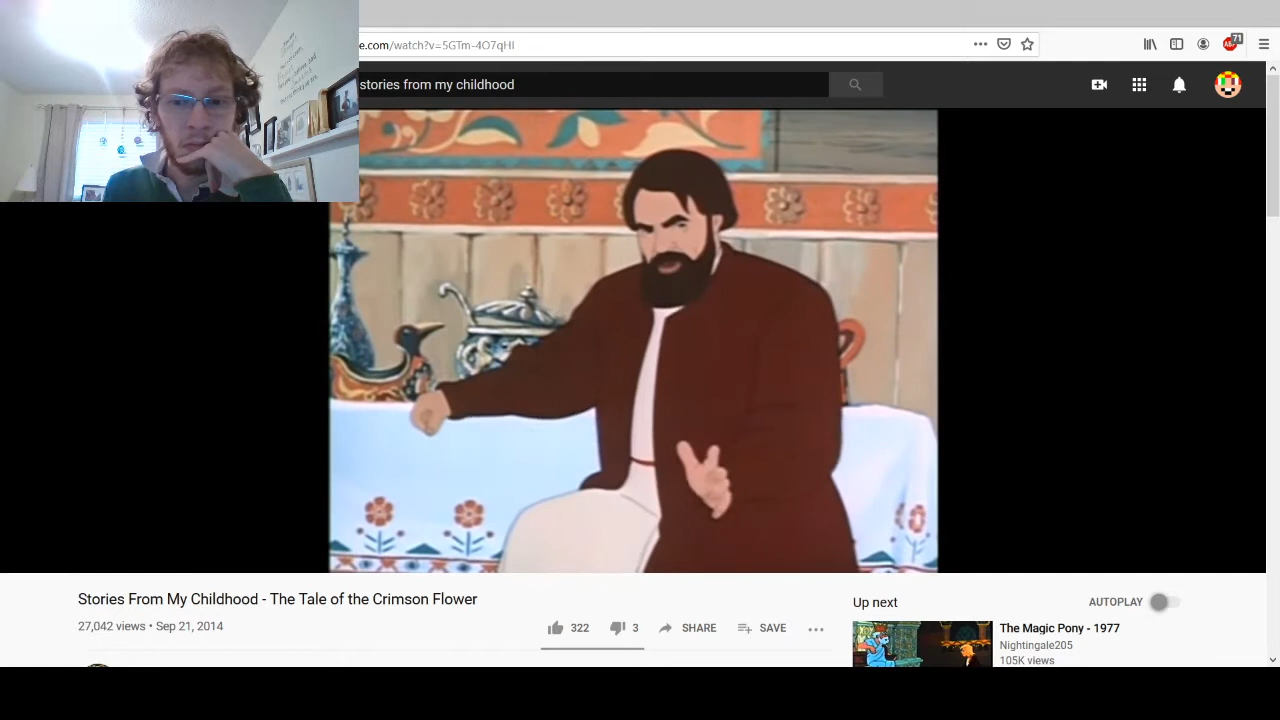 e.com/watch?v=5GTm-4O7qHI
71
stories from my childhood
Stories From My Childhood - The Tale of the Crimson Flower
27,042 views • Sep 21, 2014
322
3
SHARE
SAVE
Up next
AUTOPLAY
The Magic Pony - 1977
Nightingale205
105K views